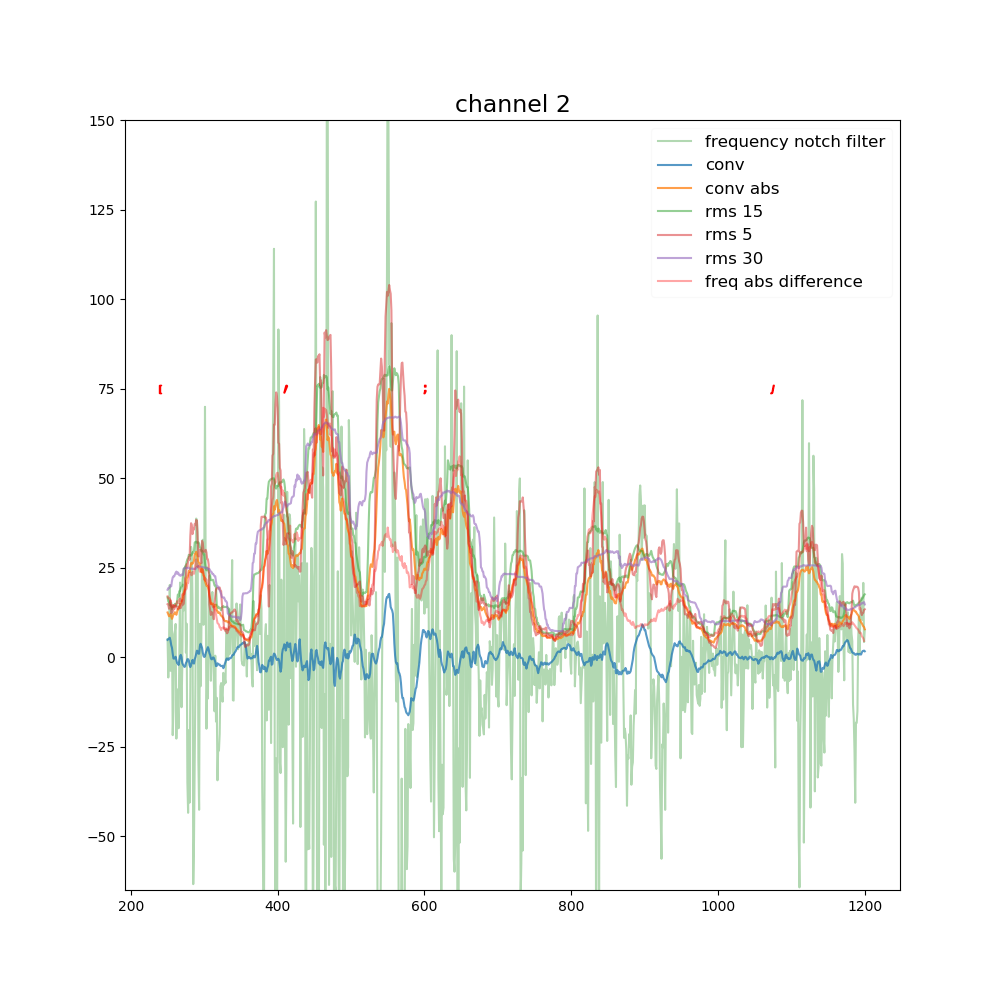 channel 2
150
125
100
75
50
25
0
−25
−50
frequency notch filter
conv
conv abs
rms 15
rms 5
rms 30
freq abs difference
[ / ; /
200 400 600 800 1000 1200